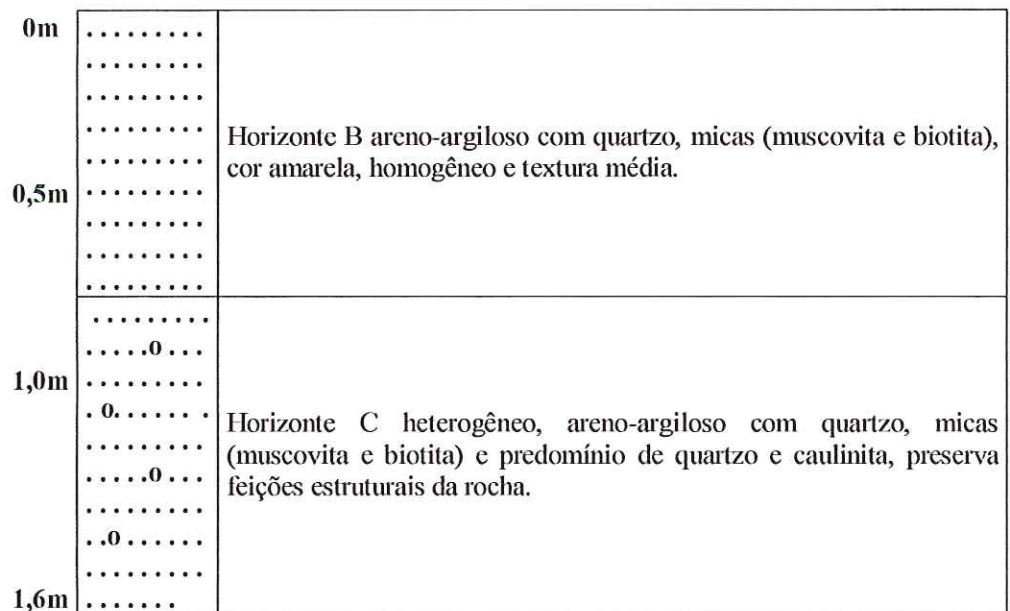 0m
Horizonte B areno-argiloso com quartzo, micas (muscovita e biotita),
cor amarela, homogêneo e textura média.
0,5m
1,0m
Horizonte C heterogêneo, areno-argiloso com quartzo, micas
(muscovita e biotita) e predomínio de quartzo e caulinita, preserva
feições estruturais da rocha.
1,6m